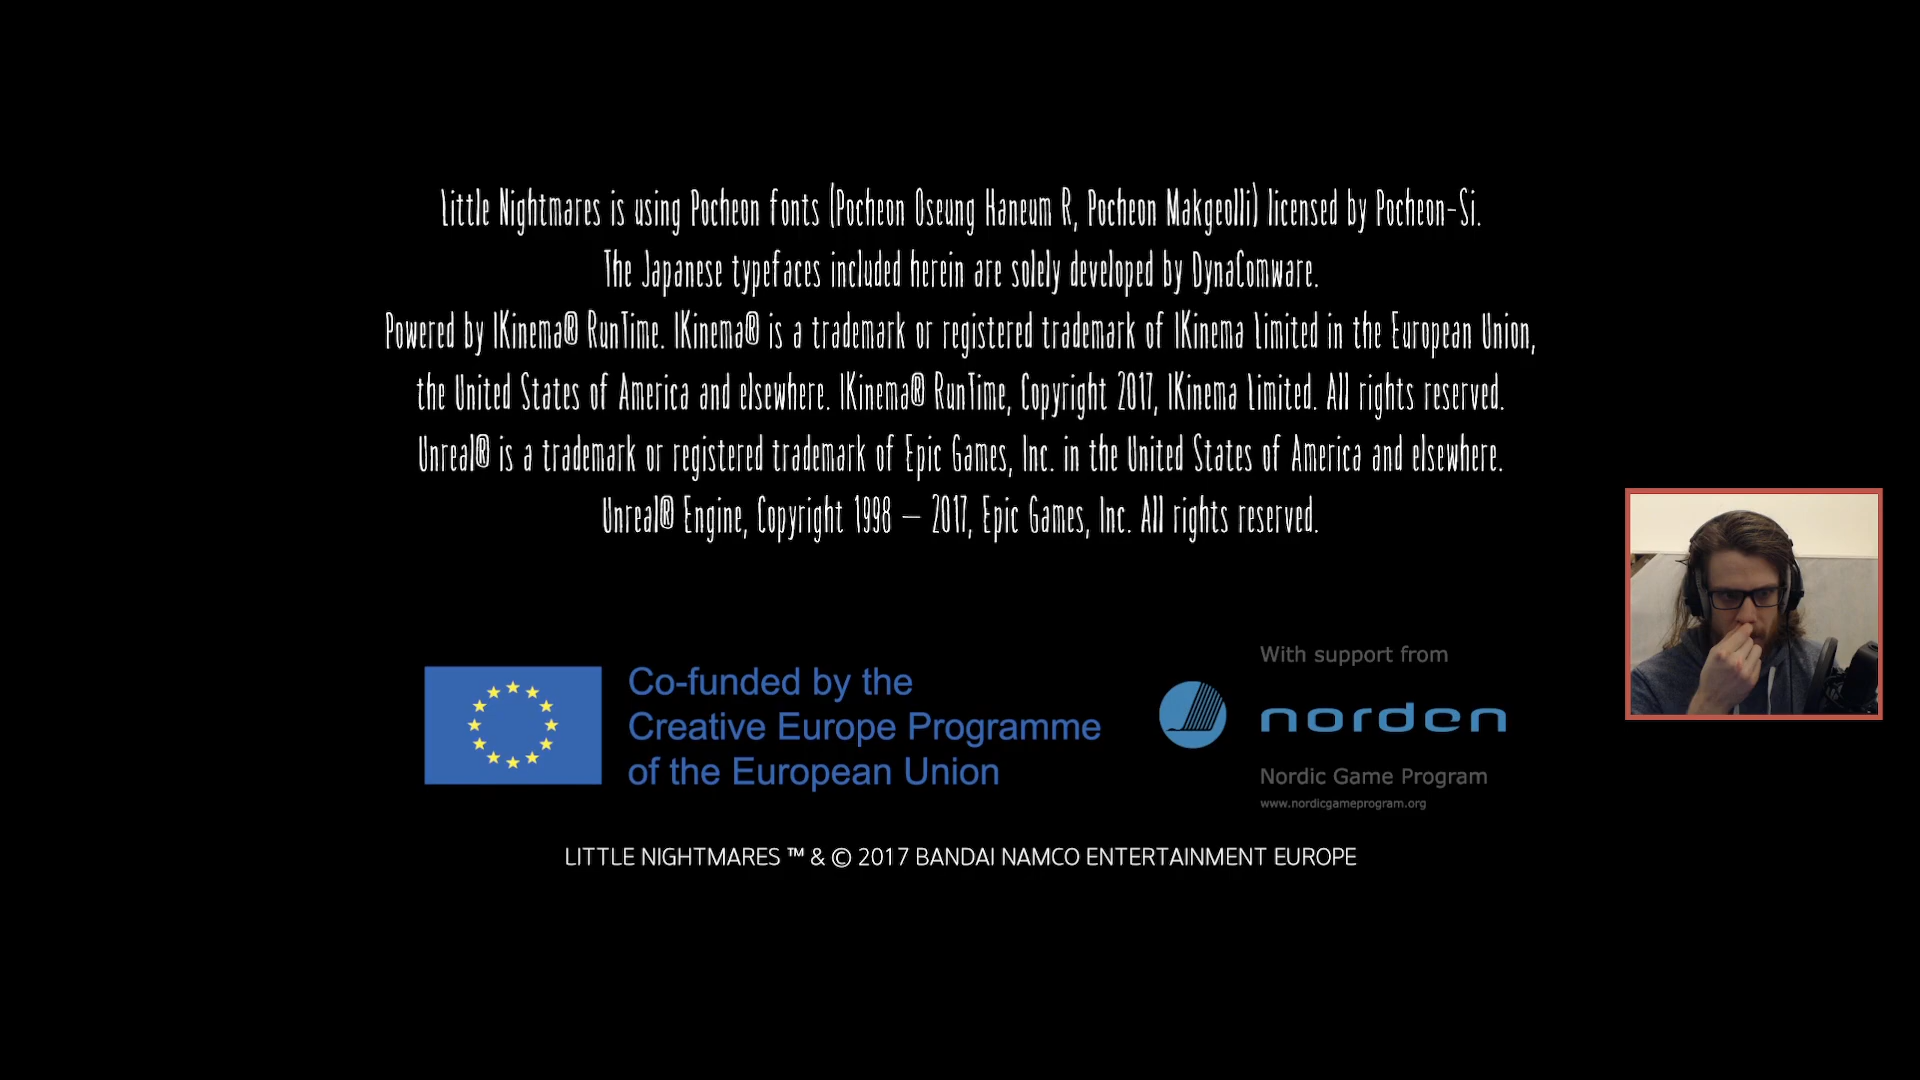 Little Nightmares is using Pocheon fonts (Pocheon Oseung Haneum R, Pocheon Makgeolli) licensed by Pocheon-Si.
The Japanese typefaces included herein are solely developed by DynaComware.
Powered by IKinema® RunTime. IKinema® is a trademark or registered trademark of IKinema Limited in the European Union,
the United States of America and elsewhere. IKinema® RunTime, Copyright 2017, IKinema Limited. All rights reserved.
Unreal® is a trademark or registered trademark of Epic Games, Inc. in the United States of America and elsewhere.
Unreal® Engine, Copyright 1998 – 2017, Epic Games, Inc. All rights reserved.
Co-funded by the
Creative Europe Programme
of the European Union
With support from
norden
Nordic Game Program
www.nordicgameprogram.org
LITTLE NIGHTMARES ™ & © 2017 BANDAI NAMCO ENTERTAINMENT EUROPE